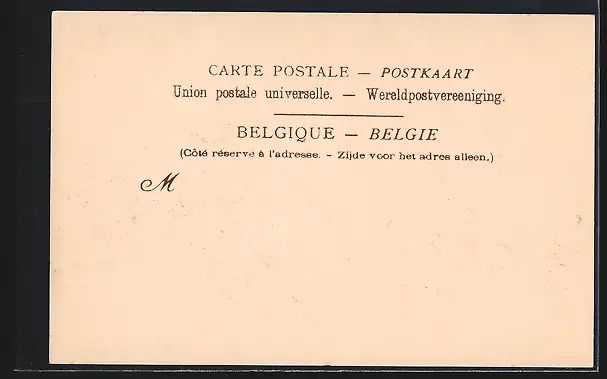 CARTE POSTALE — POSTKAART
Union postale universelle. — Wereldpostvereeniging.
BELGIQUE — BELGIE
(Côté réservé à l'adresse. - Zijde voor het adres alleen.)
M